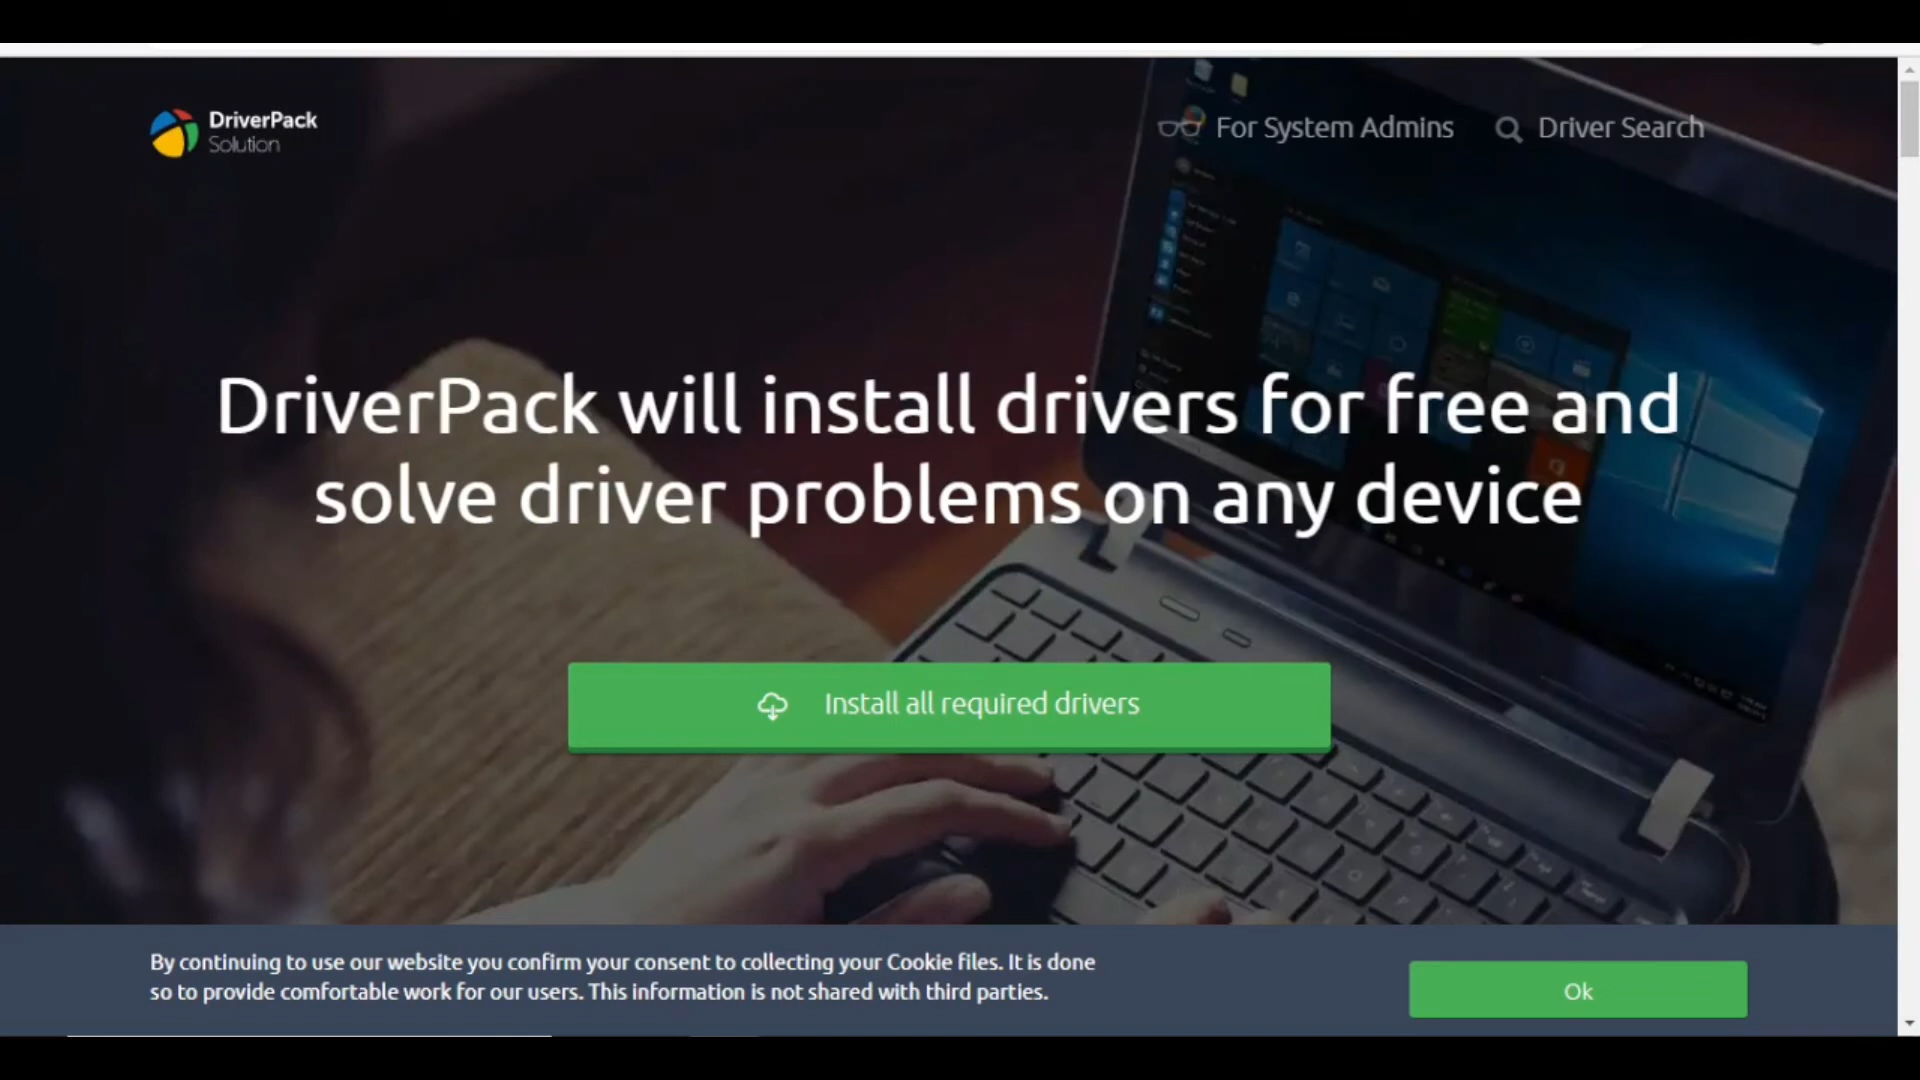 DriverPack
Solution
For System Admins
Driver Search
DriverPack will install drivers for free and
solve driver problems on any device
Install all required drivers
By continuing to use our website you confirm your consent to collecting your Cookie files. It is done
so to provide comfortable work for our users. This information is not shared with third parties.
Ok